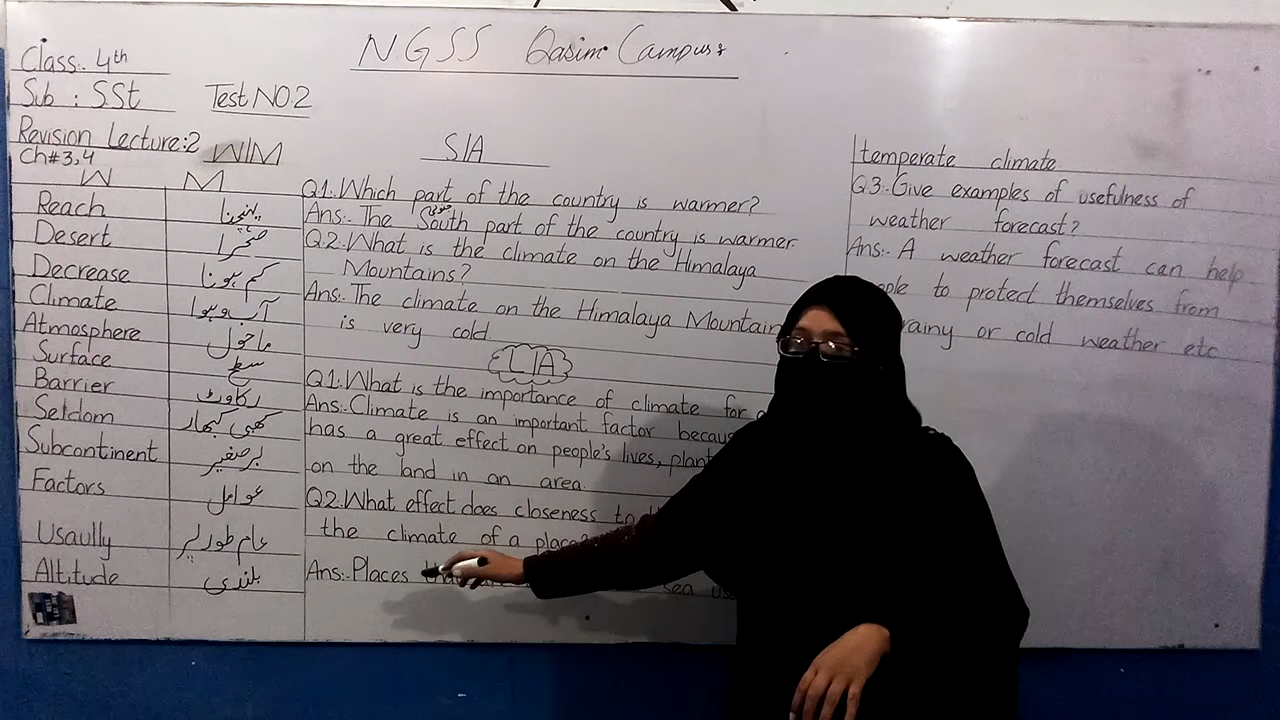 NGSS Qasim Campus
Class:. 4th
Sub : SSt Test NO.2
Revision Lecture:2
Ch#3,4
W/M
W M
Reach پہنچنا
Desert صحرا
Decrease کم ہونا
Climate آب و ہوا
Atmosphere ماحول
Surface سطح
Barrier رکاوٹ
Seldom کبھی کبھار
Subcontinent برصغیر
Factors عوامل
Usaully عام طور پر
Altitude بلندی
S/A
Q1:.Which part of the country is warmer?
جنوبی
Ans:. The South part of the country is warmer.
Q2:.What is the climate on the Himalaya
Mountains?
Ans:. The climate on the Himalaya Mountain
is very cold.
L/A
Q1:.What is the importance of climate for
Ans:.Climate is an important factor
has a great effect on people's lives,
on the land in an area.
Q2:.What effect does closeness to
the climate of a place
Ans:.Places sea
temperate climate.
Q3:.Give examples of usefulness of
weather forecast?
Ans:. A weather forecast can help
to protect themselves from
rainy or cold weather etc